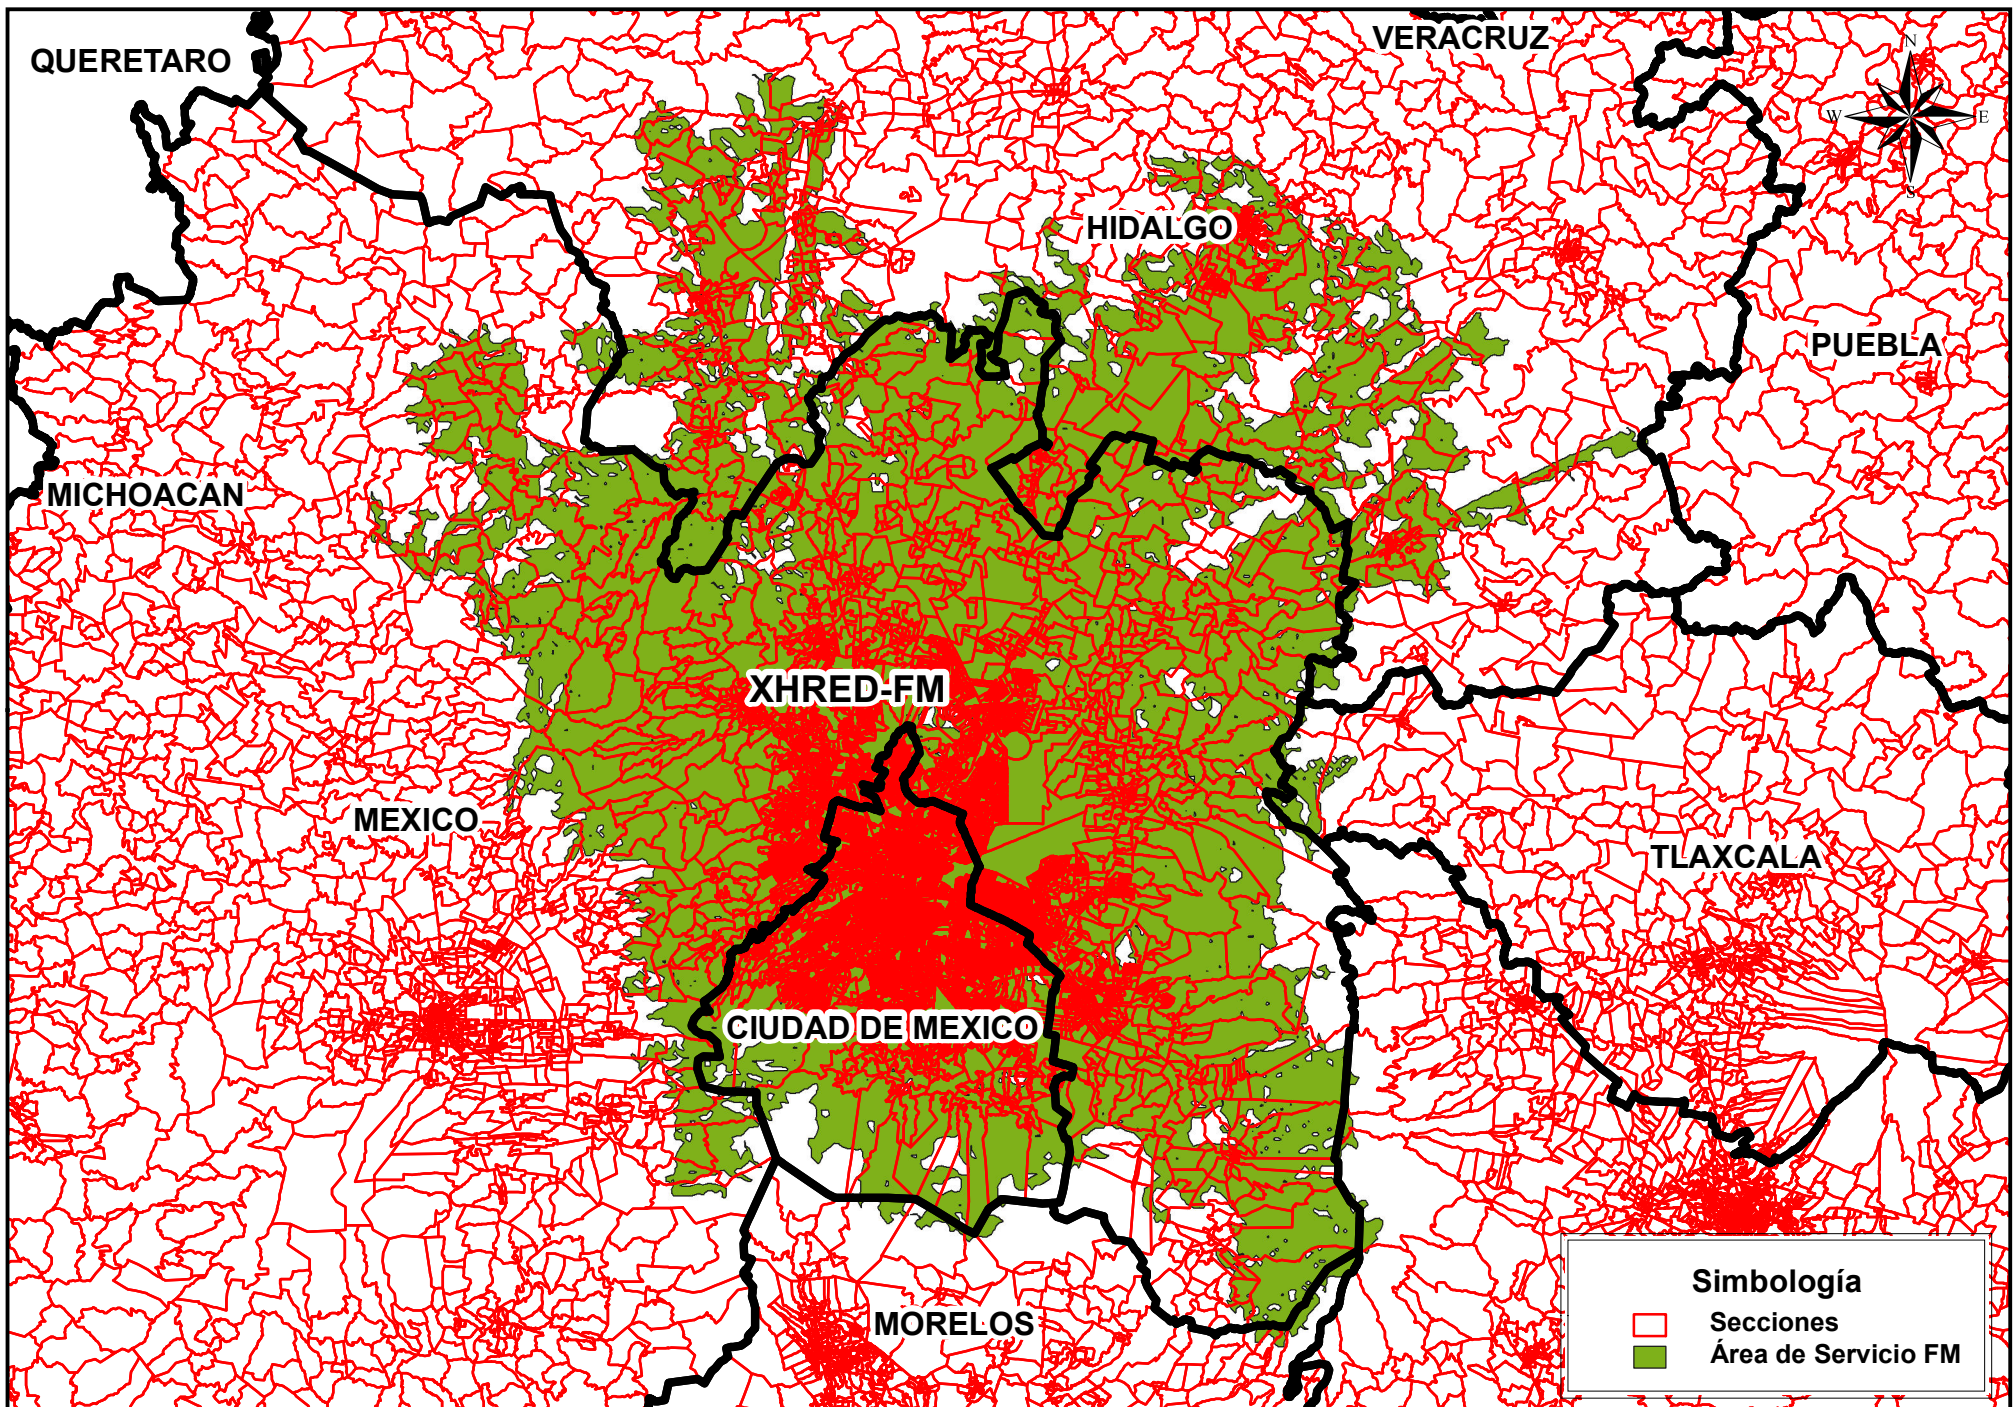 VERACRUZ
QUERETARO
N
W
E
S
HIDALGO
PUEBLA
MICHOACAN
XHRED-FM
MEXICO
TLAXCALA
CIUDAD DE MEXICO
MORELOS
Simbología
Secciones
Área de Servicio FM